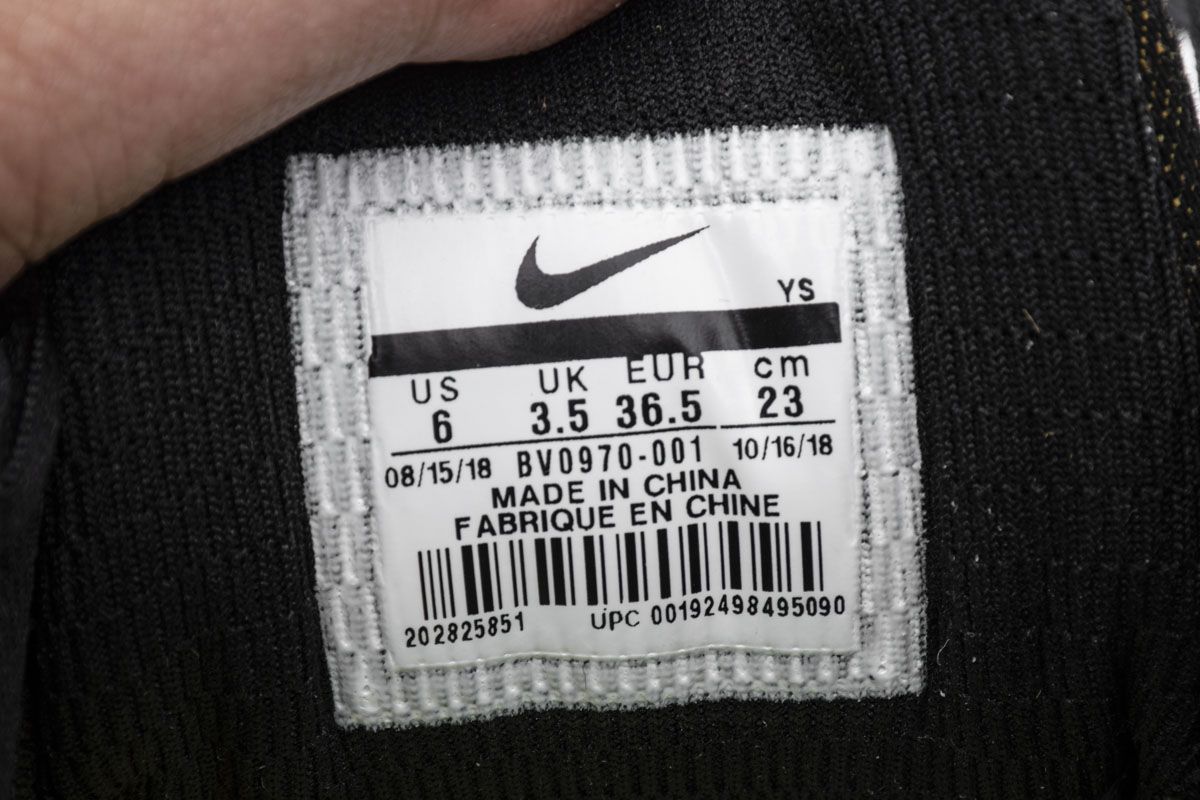 YS
US UK EUR cm
6 3.5 36.5 23
08/15/18 BV0970-001 10/16/18
MADE IN CHINA
FABRIQUE EN CHINE
202825851 UPC 00192498495090